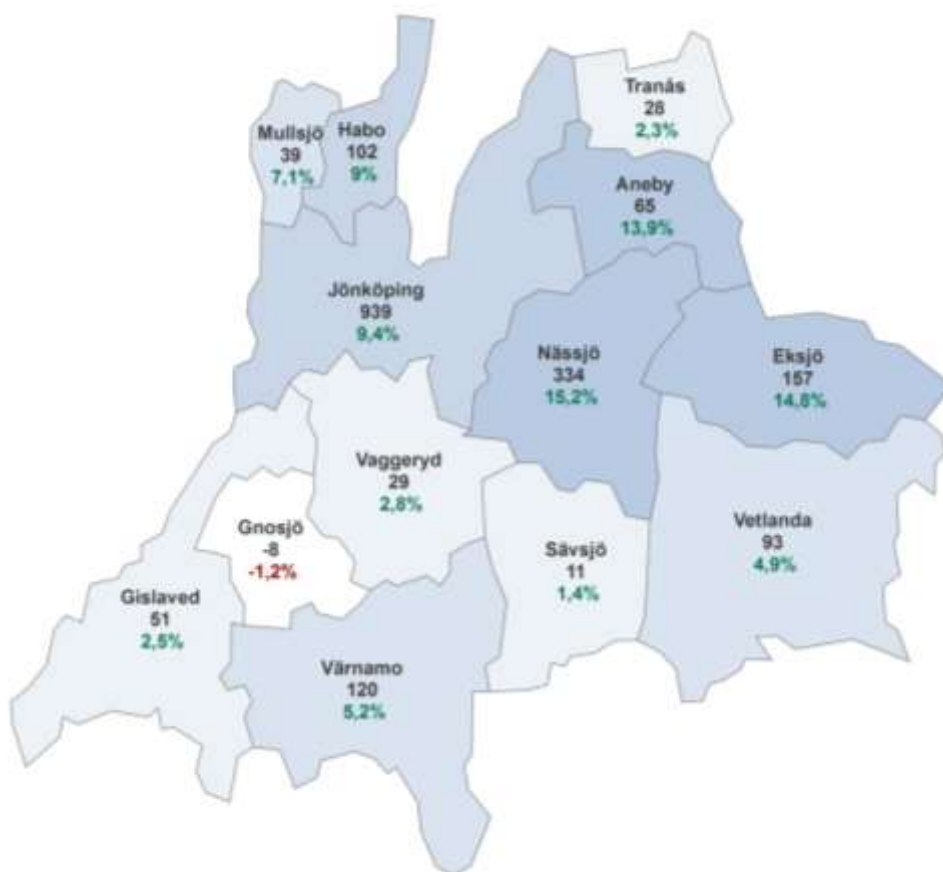 Tranås
28
2,3%
Mullsjö
39
7,1%
Habo
102
9%
Aneby
65
13,9%
Jönköping
939
9,4%
Nässjö
334
15,2%
Eksjö
157
14,8%
Vaggeryd
29
2,8%
Gnosjö
-8
-1,2%
Sävsjö
11
1,4%
Vetlanda
93
4,9%
Gislaved
51
2,5%
Värnamo
120
5,2%